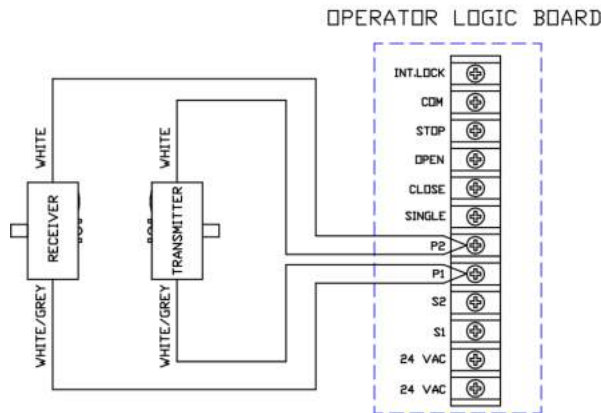 OPERATOR LOGIC BOARD
INT.LOCK
COM
STOP
OPEN
CLOSE
SINGLE
P2
P1
S2
S1
24 VAC
24 VAC
WHITE
WHITE
RECEIVER
TRANSMITTER
WHITE/GREY
WHITE/GREY